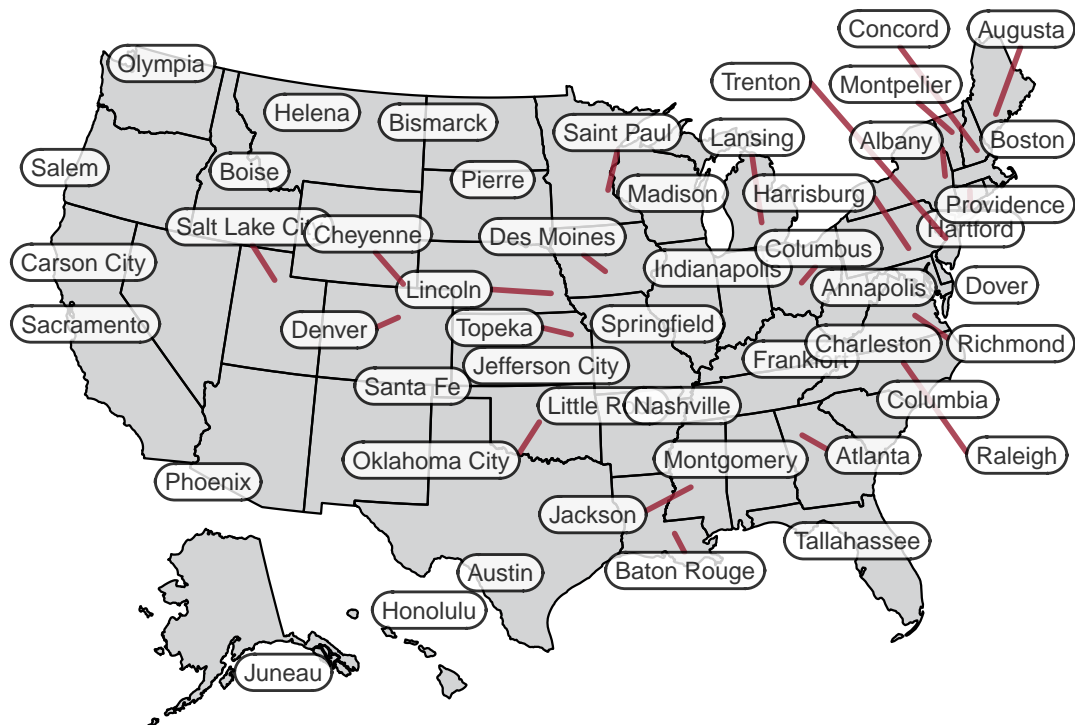 Concord
Augusta
Olympia
Trenton
Montpelier
Helena
Bismarck
Saint Paul
Lansing
Albany
Boston
Salem
Boise
Pierre
Madison
Harrisburg
Providence
Salt Lake City
Cheyenne
Des Moines
Hartford
Columbus
Carson City
Indianapolis
Lincoln
Annapolis
Dover
Sacramento
Denver
Topeka
Springfield
Charleston
Richmond
Jefferson City
Frankfort
Santa Fe
Little Rock
Nashville
Columbia
Oklahoma City
Montgomery
Atlanta
Raleigh
Phoenix
Jackson
Tallahassee
Austin
Baton Rouge
Honolulu
Juneau